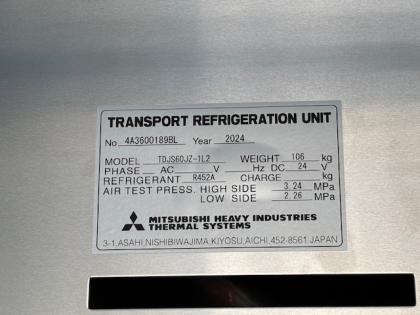 TRANSPORT REFRIGERATION UNIT
No 4A3600189BL Year 2024
MODEL TDJS60JZ-1L2 WEIGHT 106 kg
PHASE AC V Hz DC 24 V
REFRIGERANT R452A CHARGE kg
AIR TEST PRESS. HIGH SIDE 3.24 MPa
LOW SIDE 2.26 MPa
MITSUBISHI HEAVY INDUSTRIES
THERMAL SYSTEMS
3-1, ASAHI, NISHIBIWAJIMA, KIYOSU, AICHI, 452-8561 JAPAN